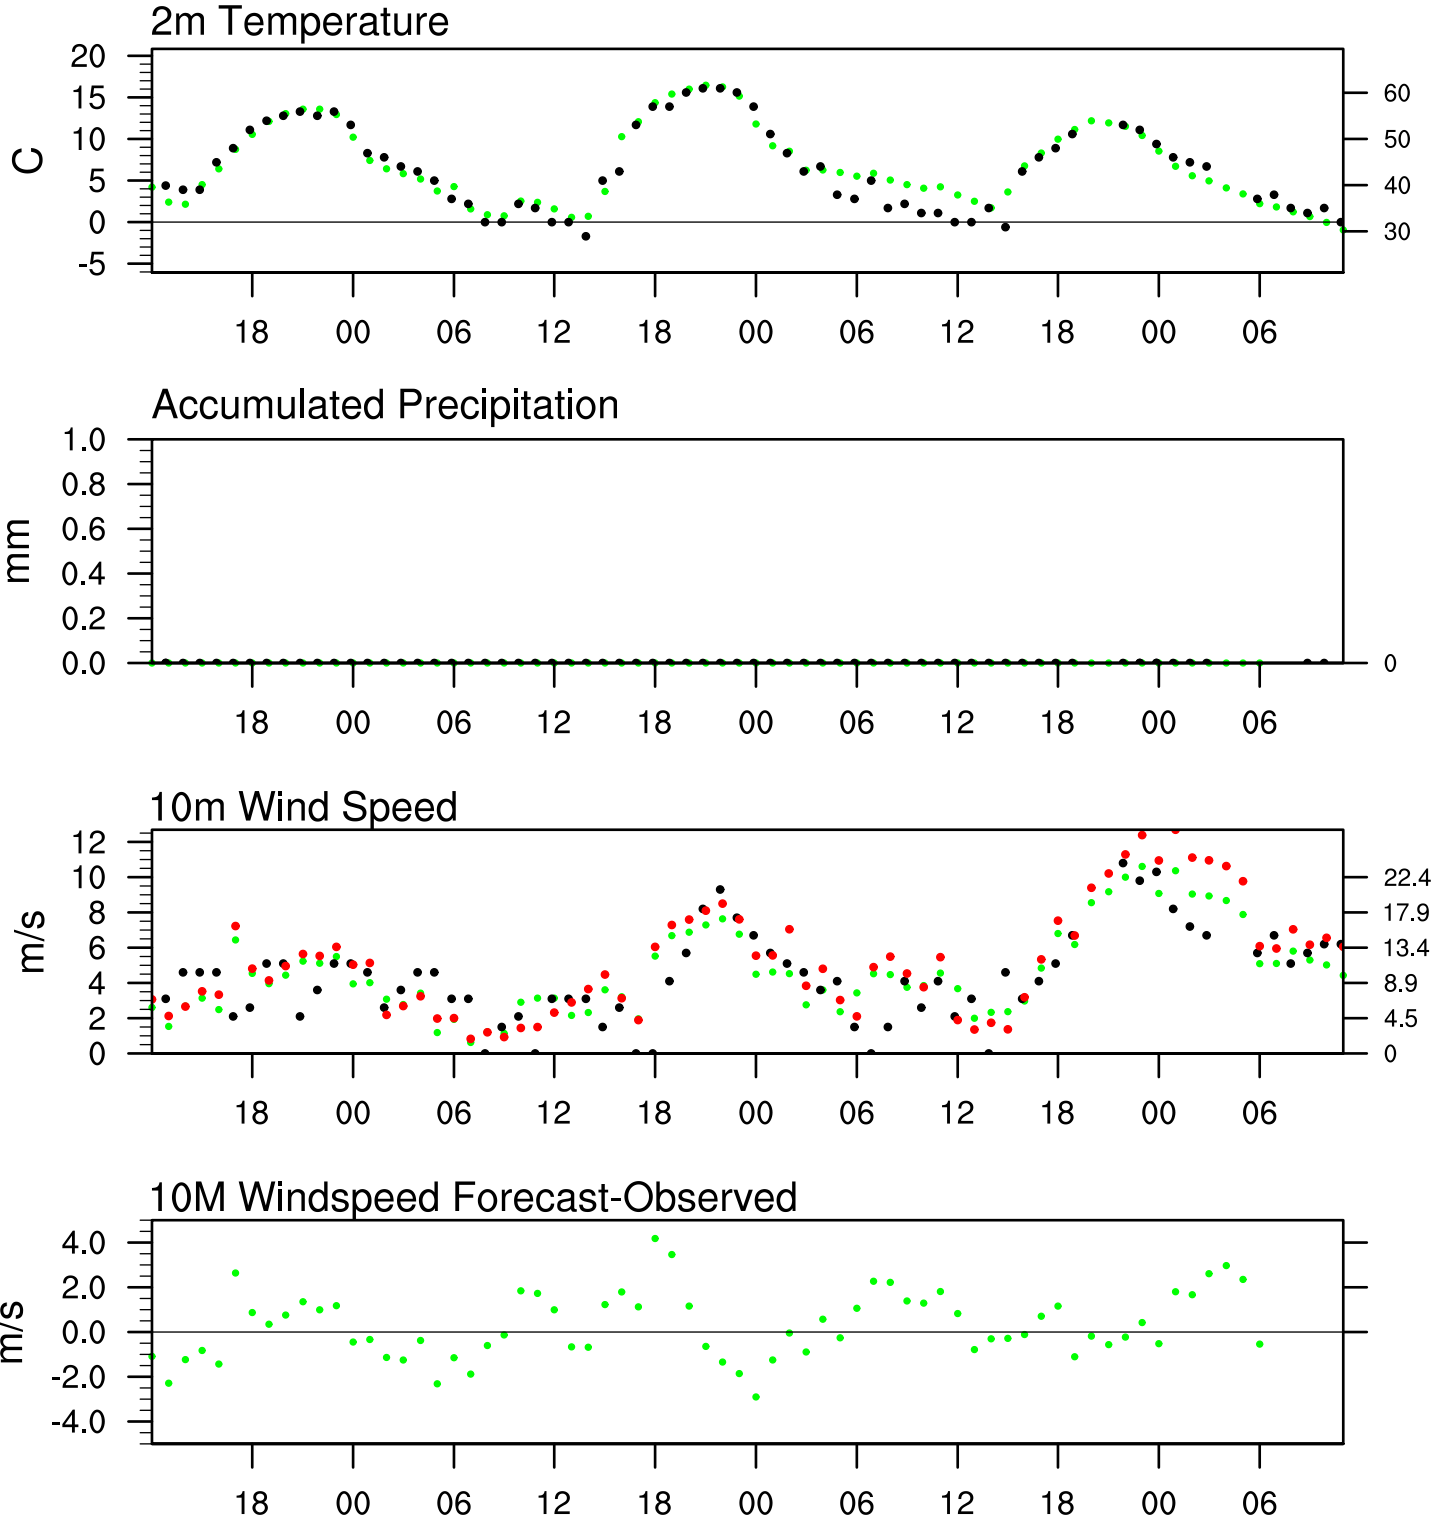 2m Temperature
20
15
10
5
0
-5
C
60
50
40
30
18 00 06 12 18 00 06 12 18 00 06
Accumulated Precipitation
1.0
0.8
0.6
0.4
0.2
0.0
mm
0
18 00 06 12 18 00 06 12 18 00 06
10m Wind Speed
12
10
8
6
4
2
0
m/s
22.4
17.9
13.4
8.9
4.5
0
18 00 06 12 18 00 06 12 18 00 06
10M Windspeed Forecast-Observed
4.0
2.0
0.0
-2.0
-4.0
m/s
18 00 06 12 18 00 06 12 18 00 06